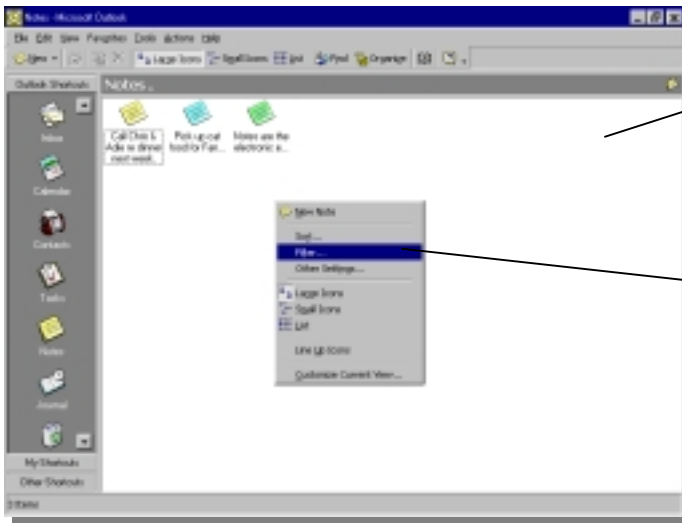 Notes - Microsoft Outlook
File Edit View Favorites Tools Actions Help
New Large Icons Small Icons List Find Organize
Outlook Shortcuts
Notes.
Inbox
Calendar
Contacts
Tasks
Notes
Journal
My Shortcuts
Other Shortcuts
Call Chris &
Adie re dinner
next week.
Pick up cat
food for
Notes are the
electronic e...
New Note
Sort...
Filter...
Other Settings...
Large Icons
Small Icons
List
Line Up Icons
Customize Current View...
3 Items